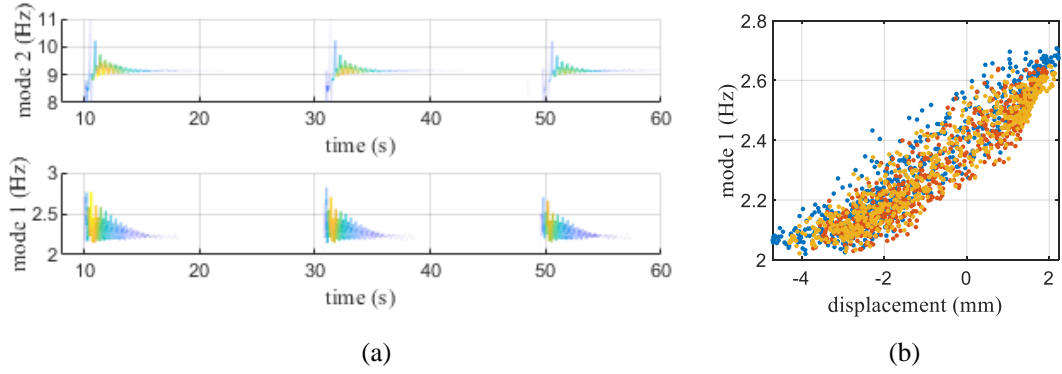 mode 2 (Hz)
11
10
9
8
10 20 30 40 50 60
time (s)
mode 1 (Hz)
3
2.5
2
10 20 30 40 50 60
time (s)
(a)
mode 1 (Hz)
2.8
2.6
2.4
2.2
2
-4 -2 0 2
displacement (mm)
(b)